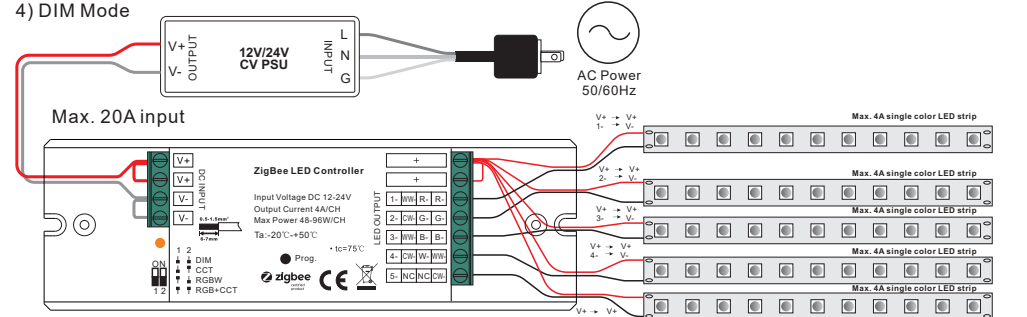 4) DIM Mode
V+
V-
OUTPUT
12V/24V
CV PSU
INPUT
L
N
G
AC Power
50/60Hz
Max. 20A input
V+
V+
V-
V-
DC INPUT
0.5-1.5mm²
6-7mm
ON
1 2
1 2
DIM
CCT
RGBW
RGB+CCT
ZigBee LED Controller
Input Voltage DC 12-24V
Output Current 4A/CH
Max Power 48-96W/CH
Ta:-20℃-+50℃
• tc=75℃
Prog.
zigbee
certified
product
CE
LED OUTPUT
+
+
1- WW- R- R-
2- CW- G- G-
3- WW- B- B-
4- CW- W- WW-
5- NC NC CW-
V+ → V+
1- → V-
Max. 4A single color LED strip
V+ → V+
2- → V-
Max. 4A single color LED strip
V+ → V+
3- → V-
Max. 4A single color LED strip
V+ → V+
4- → V-
Max. 4A single color LED strip
Max. 4A single color LED strip
V+ → V+